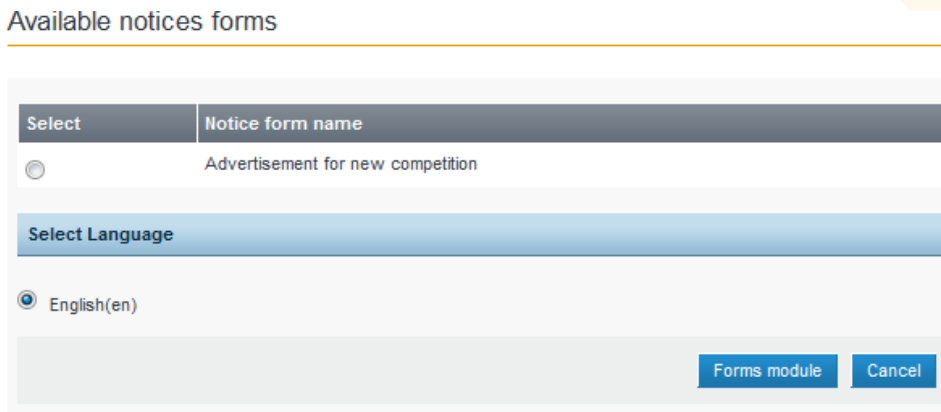 Available notices forms
Select Notice form name
Advertisement for new competition
Select Language
English(en)
Forms module Cancel